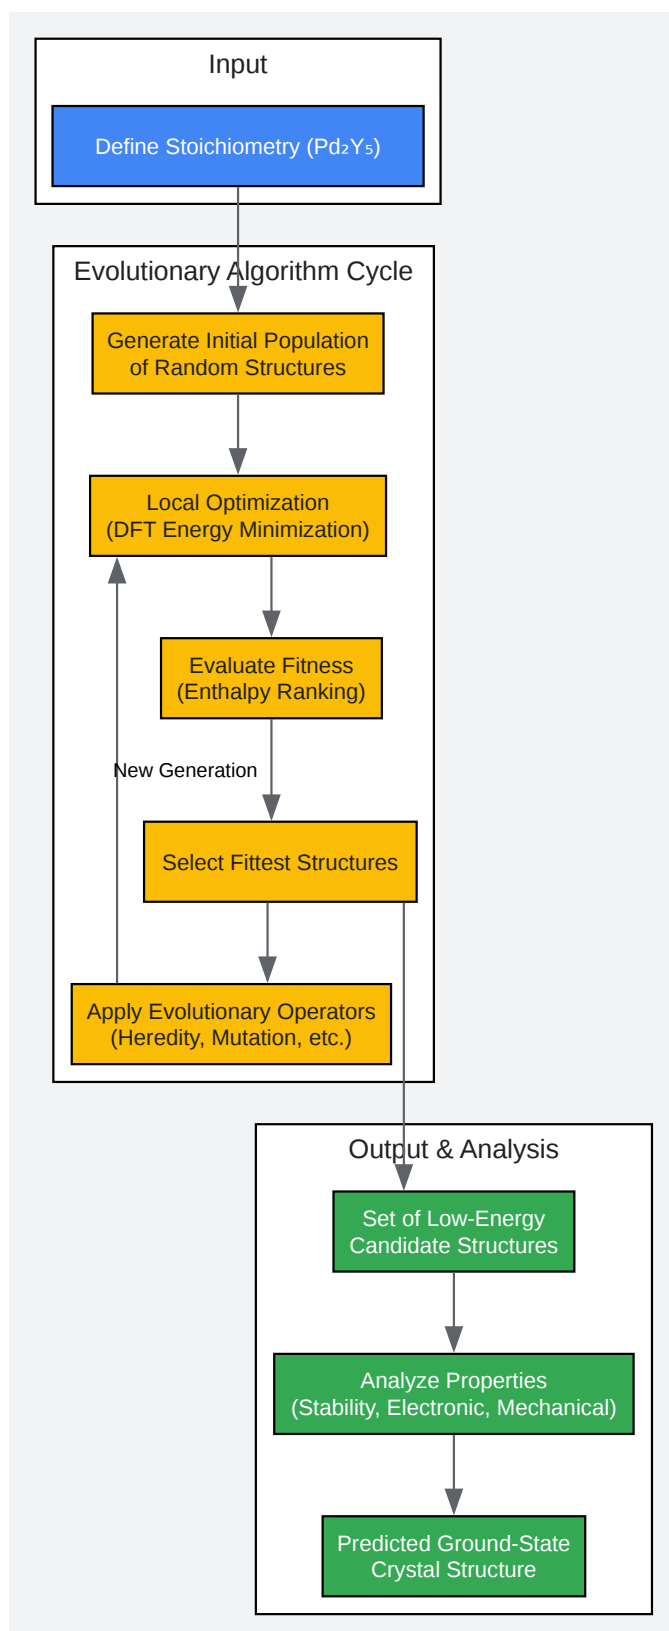 Input
Define Stoichiometry (Pd₂Y₅)
Evolutionary Algorithm Cycle
Generate Initial Population
of Random Structures
Local Optimization
(DFT Energy Minimization)
Evaluate Fitness
(Enthalpy Ranking)
New Generation
Select Fittest Structures
Apply Evolutionary Operators
(Heredity, Mutation, etc.)
Output & Analysis
Set of Low-Energy
Candidate Structures
Analyze Properties
(Stability, Electronic, Mechanical)
Predicted Ground-State
Crystal Structure